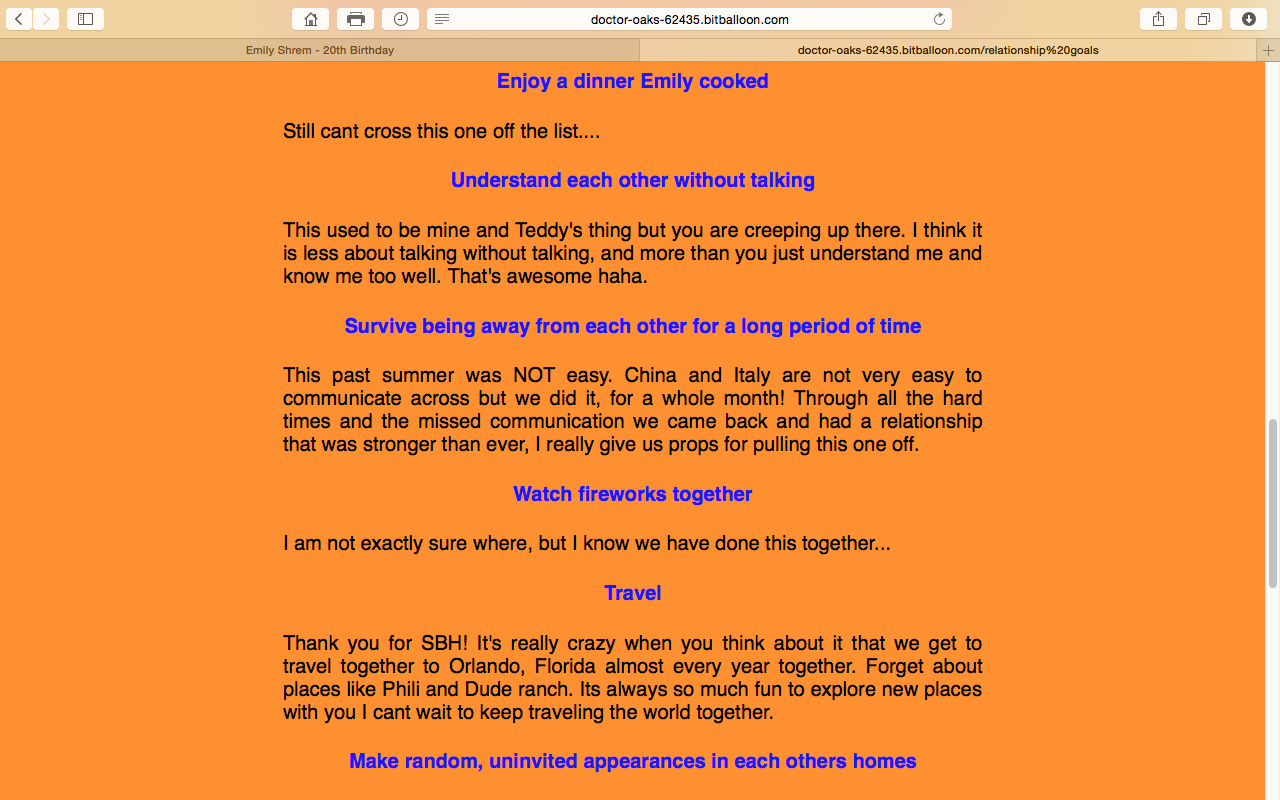 doctor-oaks-62435.bitballoon.com
Emily Shrem - 20th Birthday
doctor-oaks-62435.bitballoon.com/relationship%20goals
Enjoy a dinner Emily cooked
Still cant cross this one off the list....
Understand each other without talking
This used to be mine and Teddy's thing but you are creeping up there. I think it
is less about talking without talking, and more than you just understand me and
know me too well. That's awesome haha.
Survive being away from each other for a long period of time
This past summer was NOT easy. China and Italy are not very easy to
communicate across but we did it, for a whole month! Through all the hard
times and the missed communication we came back and had a relationship
that was stronger than ever, I really give us props for pulling this one off.
Watch fireworks together
I am not exactly sure where, but I know we have done this together...
Travel
Thank you for SBH! It's really crazy when you think about it that we get to
travel together to Orlando, Florida almost every year together. Forget about
places like Phili and Dude ranch. Its always so much fun to explore new places
with you I cant wait to keep traveling the world together.
Make random, uninvited appearances in each others homes